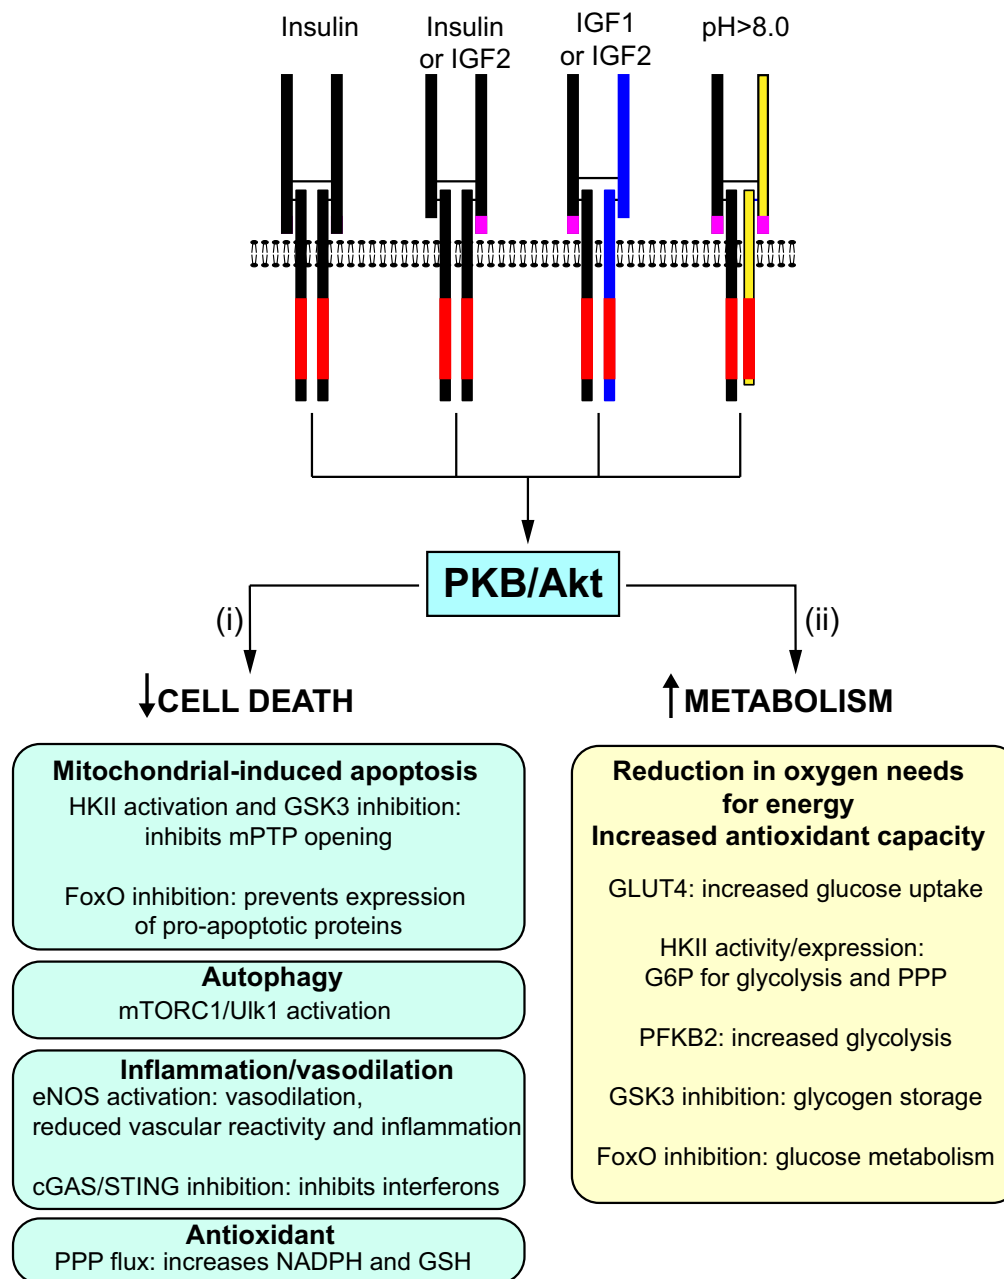 Insulin
Insulin
or IGF2
IGF1
or IGF2
pH>8.0
PKB/Akt
(i)
(ii)
CELL DEATH
METABOLISM
Mitochondrial-induced apoptosis
HKII activation and GSK3 inhibition:
inhibits mPTP opening
FoxO inhibition: prevents expression
of pro-apoptotic proteins
Autophagy
mTORC1/Ulk1 activation
Inflammation/vasodilation
eNOS activation: vasodilation,
reduced vascular reactivity and inflammation
cGAS/STING inhibition: inhibits interferons
Antioxidant
PPP flux: increases NADPH and GSH
Reduction in oxygen needs
for energy
Increased antioxidant capacity
GLUT4: increased glucose uptake
HKII activity/expression:
G6P for glycolysis and PPP
PFKB2: increased glycolysis
GSK3 inhibition: glycogen storage
FoxO inhibition: glucose metabolism